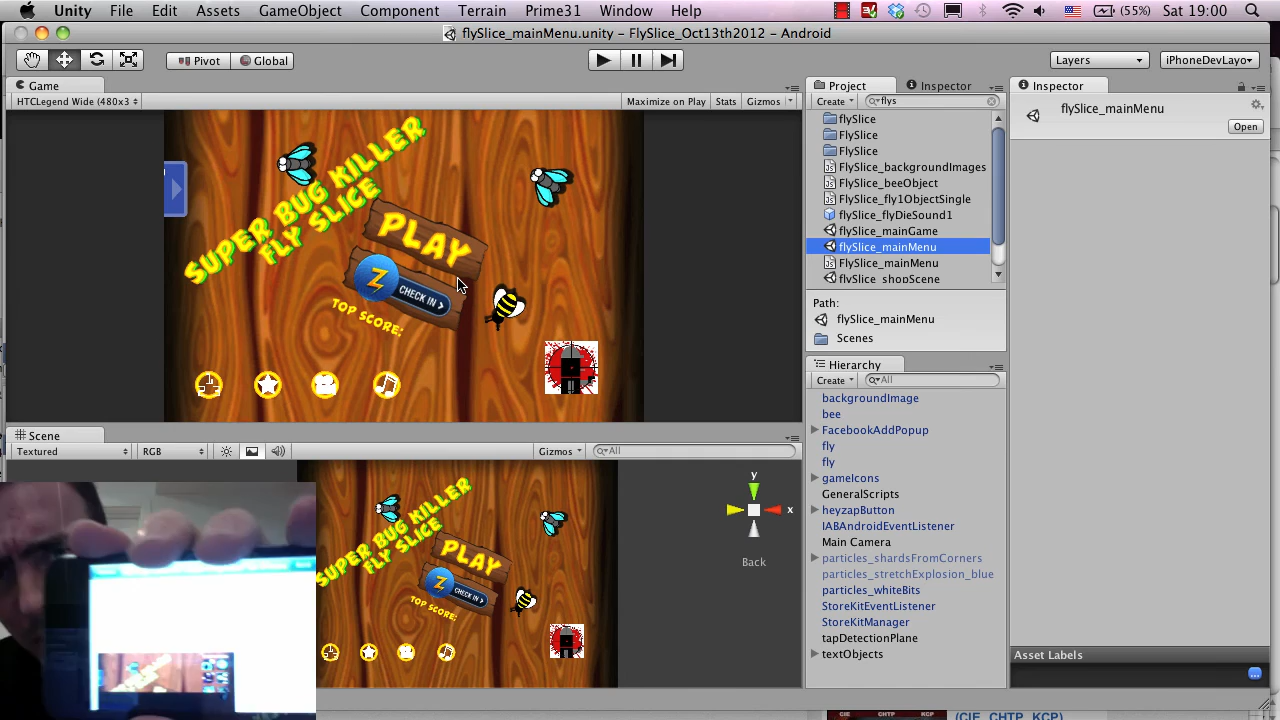 Unity File Edit Assets GameObject Component Terrain Prime31 Window Help (55%) Sat 19:00
flySlice_mainMenu.unity – FlySlice_Oct13th2012 – Android
Pivot Global Layers iPhoneDevLayo
Game
HTCLegend Wide (480x3 Maximize on Play Stats Gizmos
SUPER BUG KILLER
FLY SLICE
PLAY
Z CHECK IN >
TOP SCORE:
Scene
Textured RGB Gizmos All
SUPER BUG KILLER
FLY SLICE
PLAY
Z CHECK IN >
TOP SCORE:
y
x
Back
Project Inspector
Create flys
flySlice
FlySlice
FlySlice
FlySlice_backgroundImages
FlySlice_beeObject
FlySlice_fly1ObjectSingle
FlySlice_flyDieSound1
flySlice_mainGame
flySlice_mainMenu
FlySlice_mainMenu
flySlice_shopScene
Path:
flySlice_mainMenu
Scenes
Hierarchy
Create All
backgroundImage
bee
FacebookAddPopup
fly
fly
gameIcons
GeneralScripts
heyzapButton
IABAndroidEventListener
Main Camera
particles_shardsFromCorners
particles_stretchExplosion_blue
particles_whiteBits
StoreKitEventListener
StoreKitManager
tapDetectionPlane
textObjects
Inspector
flySlice_mainMenu
Open
Asset Labels
(CIE, CHTP, KCP)